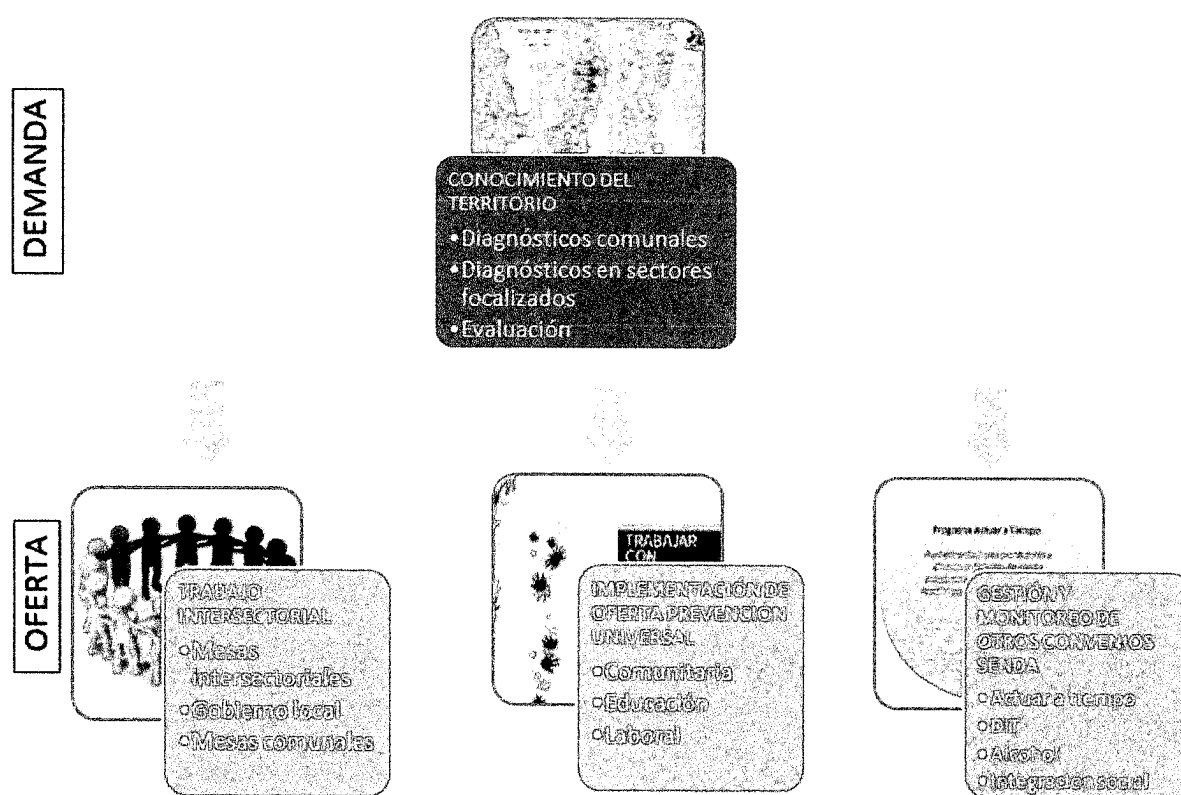 DEMANDA
CONOCIMIENTO DEL
TERRITORIO
•Diagnósticos comunales
•Diagnósticos en sectores
focalizados
•Evaluación
OFERTA
TRABAJO
INTERSECTORIAL
•Mesas
intersectoriales
•Gobierno local
•Mesas comunales
TRABAJAR
CON
IMPLEMENTACIÓN DE
OFERTA PREVENCIÓN
UNIVERSAL
•Comunitaria
•Educación
•Laboral
Programa Actuar a Tiempo
GESTIÓN Y
MONITOREO DE
OTROS CONVENIOS
SENDA
•Actuar a tiempo
•DIT
•Alcohol
•Integración social